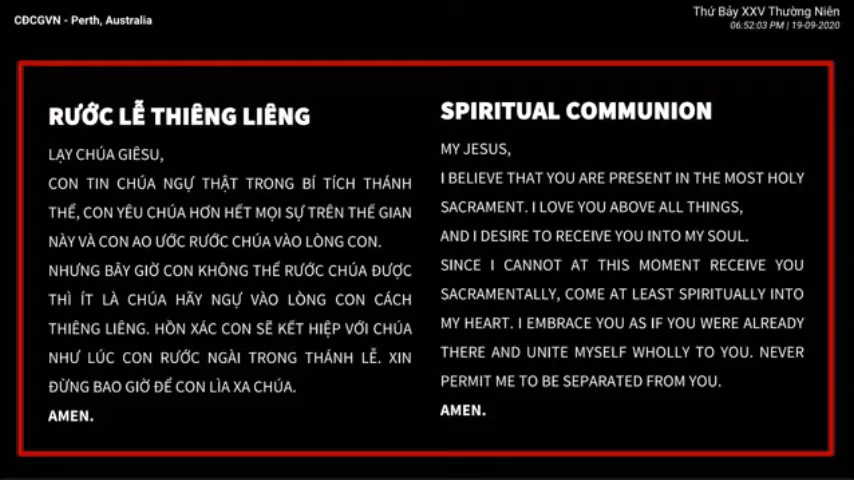 CĐCGVN - Perth, Australia
Thứ Bảy XXV Thường Niên
06:52:03 PM | 19-09-2020
RƯỚC LỄ THIÊNG LIÊNG
LẠY CHÚA GIÊSU,
CON TIN CHÚA NGỰ THẬT TRONG BÍ TÍCH THÁNH
THỂ, CON YÊU CHÚA HƠN HẾT MỌI SỰ TRÊN THẾ GIAN
NÀY VÀ CON AO ƯỚC RƯỚC CHÚA VÀO LÒNG CON.
NHƯNG BÂY GIỜ CON KHÔNG THỂ RƯỚC CHÚA ĐƯỢC
THÌ ÍT LÀ CHÚA HÃY NGỰ VÀO LÒNG CON CÁCH
THIÊNG LIÊNG. HỒN XÁC CON SẼ KẾT HIỆP VỚI CHÚA
NHƯ LÚC CON RƯỚC NGÀI TRONG THÁNH LỄ. XIN
ĐỪNG BAO GIỜ ĐỂ CON LÌA XA CHÚA.
AMEN.
SPIRITUAL COMMUNION
MY JESUS,
I BELIEVE THAT YOU ARE PRESENT IN THE MOST HOLY
SACRAMENT. I LOVE YOU ABOVE ALL THINGS,
AND I DESIRE TO RECEIVE YOU INTO MY SOUL.
SINCE I CANNOT AT THIS MOMENT RECEIVE YOU
SACRAMENTALLY, COME AT LEAST SPIRITUALLY INTO
MY HEART. I EMBRACE YOU AS IF YOU WERE ALREADY
THERE AND UNITE MYSELF WHOLLY TO YOU. NEVER
PERMIT ME TO BE SEPARATED FROM YOU.
AMEN.